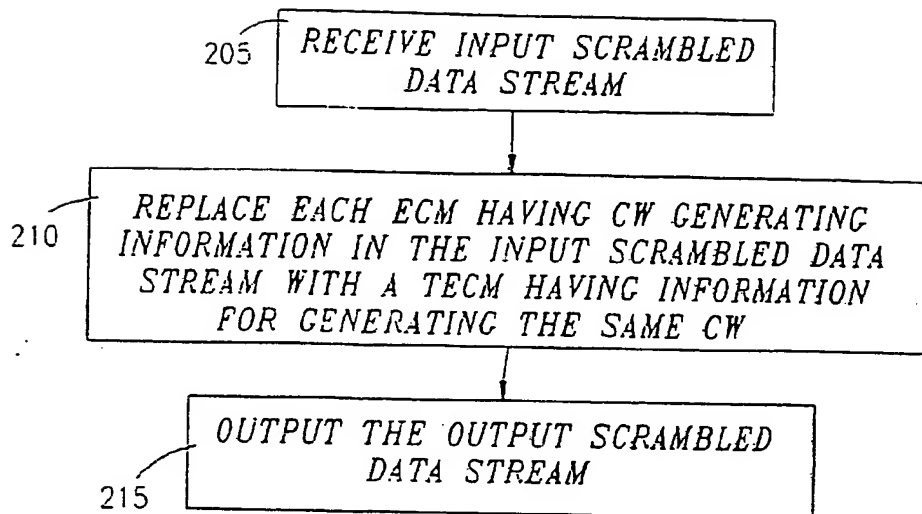 205
RECEIVE INPUT SCRAMBLED
DATA STREAM
210
REPLACE EACH ECM HAVING CW GENERATING
INFORMATION IN THE INPUT SCRAMBLED DATA
STREAM WITH A TECM HAVING INFORMATION
FOR GENERATING THE SAME CW
OUTPUT THE OUTPUT SCRAMBLED
DATA STREAM
215